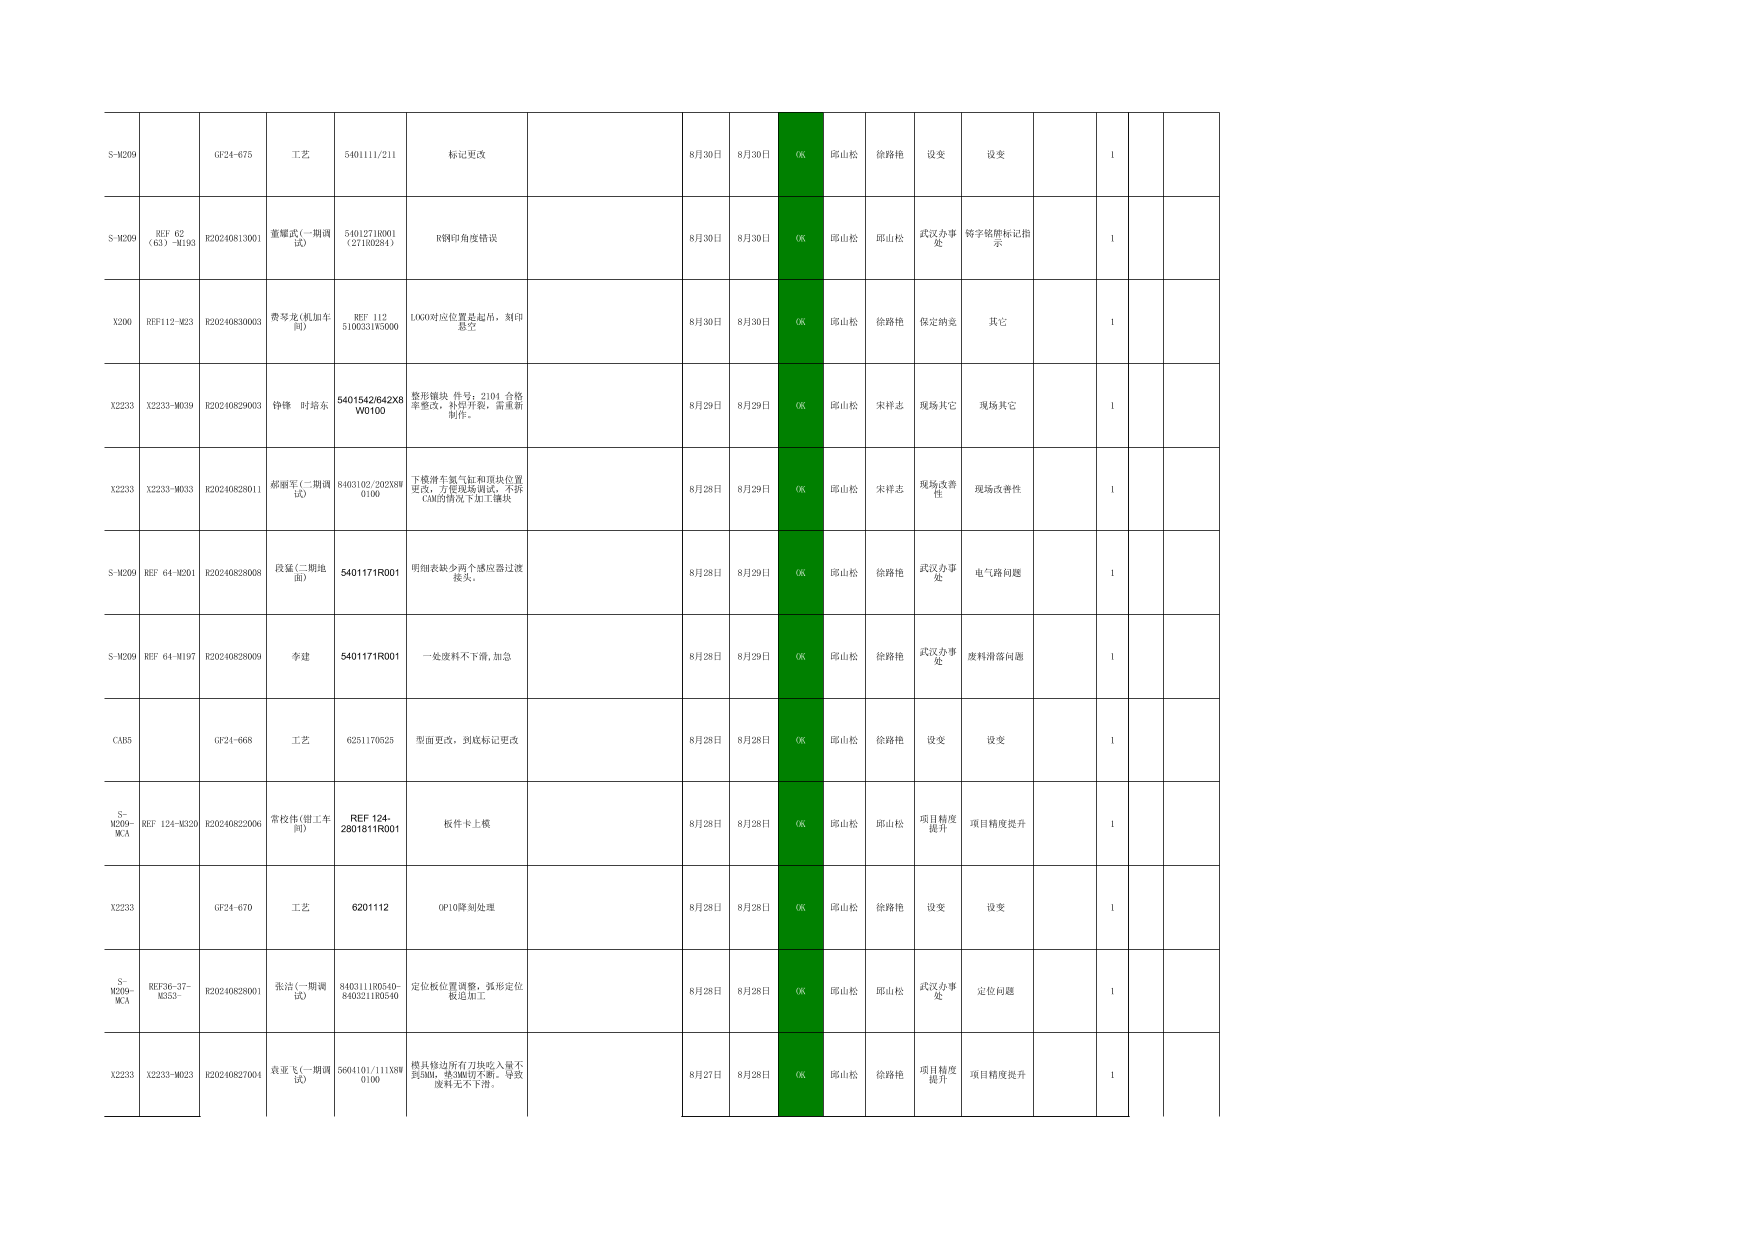 S-M209 GF24-675 工艺 5401111/211 标记更改 8月30日 8月30日 OK 邱山松 徐路艳 设变 设变 1
S-M209 REF 62（63）-M193 R20240813001 董耀武(一期调试) 5401271R001（271R0284） R钢印角度错误 8月30日 8月30日 OK 邱山松 邱山松 武汉办事处 铸字铭牌标记指示 1
X200 REF112-M23 R20240830003 费琴龙(机加车间) REF 112 5100331W5000 LOGO对应位置是起吊，刻印悬空 8月30日 8月30日 OK 邱山松 徐路艳 保定纳竞 其它 1
X2233 X2233-M039 R20240829003 铮锋 时培东 5401542/642X8W0100 整形镶块 件号：2104 合格率整改，补焊开裂，需重新制作。 8月29日 8月29日 OK 邱山松 宋祥志 现场其它 现场其它 1
X2233 X2233-M033 R20240828011 郝丽军(二期调试) 8403102/202X8W0100 下模滑车氮气缸和顶块位置更改，方便现场调试，不拆CAM的情况下加工镶块 8月28日 8月29日 OK 邱山松 宋祥志 现场改善性 现场改善性 1
S-M209 REF 64-M201 R20240828008 段猛(二期地面) 5401171R001 明细表缺少两个感应器过渡接头。 8月28日 8月29日 OK 邱山松 徐路艳 武汉办事处 电气路问题 1
S-M209 REF 64-M197 R20240828009 李建 5401171R001 一处废料不下滑,加急 8月28日 8月29日 OK 邱山松 徐路艳 武汉办事处 废料滑落问题 1
CAB5 GF24-668 工艺 6251170525 型面更改，到底标记更改 8月28日 8月28日 OK 邱山松 徐路艳 设变 设变 1
S-M209-MCA REF 124-M320 R20240822006 常校伟(钳工车间) REF 124-2801811R001 板件卡上模 8月28日 8月28日 OK 邱山松 邱山松 项目精度提升 项目精度提升 1
X2233 GF24-670 工艺 6201112 OP10降刻处理 8月28日 8月28日 OK 邱山松 徐路艳 设变 设变 1
S-M209-MCA REF36-37-M353- R20240828001 张洁(一期调试) 8403111R0540-8403211R0540 定位板位置调整，弧形定位板追加工 8月28日 8月28日 OK 邱山松 邱山松 武汉办事处 定位问题 1
X2233 X2233-M023 R20240827004 袁亚飞(一期调试) 5604101/111X8W0100 模具修边所有刀块吃入量不到5MM，垫3MM切不断。导致废料无不下滑。 8月27日 8月28日 OK 邱山松 徐路艳 项目精度提升 项目精度提升 1